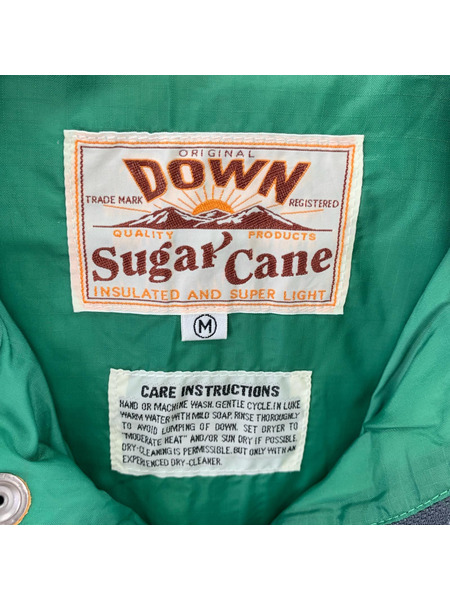 ORIGINAL
DOWN
TRADE MARK REGISTERED
QUALITY PRODUCTS
Sugar Cane
INSULATED AND SUPER LIGHT
M
CARE INSTRUCTIONS
HAND OR MACHINE WASK. GENTLE CYCLE. IN LUKE
WARM WATER WITH MILD SOAP. RINSE THOROUGHLY
TO AVOID LUMPING OF DOWN. SET DRYER TO
"MODERATE HEAT" AND/OR SUN DRY IF POSSIBLE.
DRY-CLEANING IS PERMISSIBLE. BUT ONLY WITH AN
EXPERIENCED DRY-CLEANER.